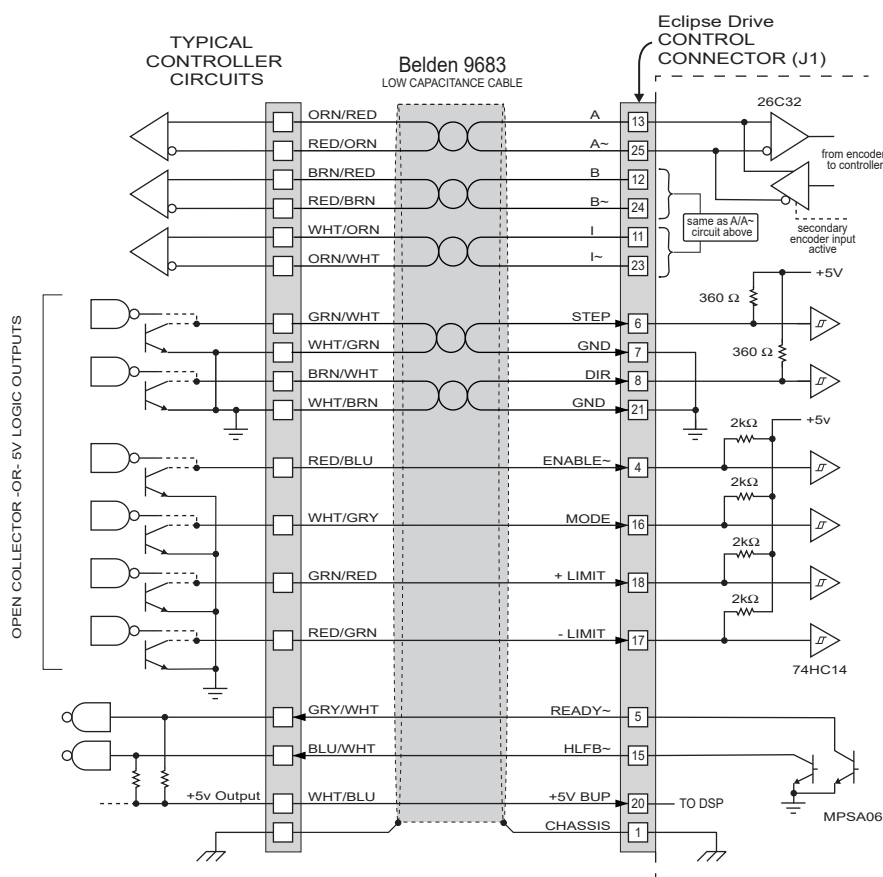 Eclipse Drive
CONTROL
CONNECTOR (J1)
TYPICAL
CONTROLLER
CIRCUITS
Belden 9683
LOW CAPACITANCE CABLE
ORN/RED
A
13
26C32
RED/ORN
A~
25
from encoder
to controller
BRN/RED
B
12
RED/BRN
B~
24
same as A/A~
circuit above
secondary
encoder input
active
WHT/ORN
I
11
ORN/WHT
I~
23
+5V
360 Ω
GRN/WHT
STEP
6
WHT/GRN
GND
7
360 Ω
BRN/WHT
DIR
8
WHT/BRN
GND
21
+5v
2kΩ
RED/BLU
ENABLE~
4
2kΩ
WHT/GRY
MODE
16
2kΩ
GRN/RED
+ LIMIT
18
2kΩ
RED/GRN
- LIMIT
17
74HC14
OPEN COLLECTOR -OR- 5V LOGIC OUTPUTS
GRY/WHT
READY~
5
BLU/WHT
HLFB~
15
+5v Output
WHT/BLU
+5V BUP
20
TO DSP
MPSA06
CHASSIS
1